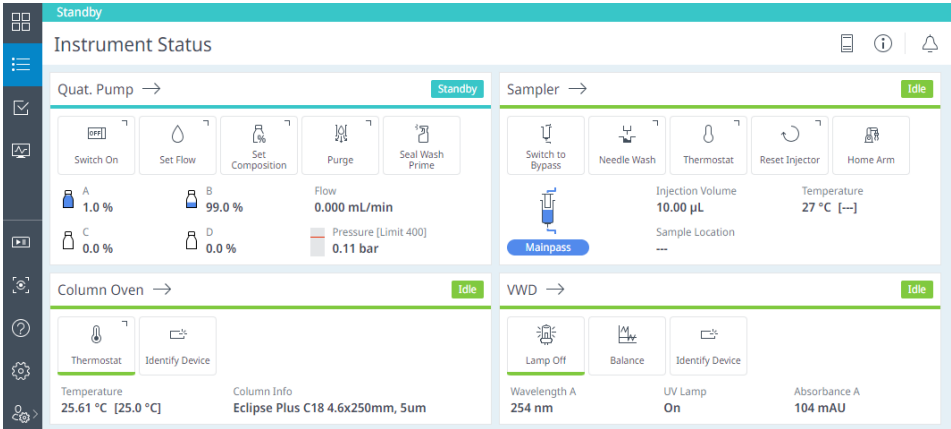 Standby
Instrument Status
Quat. Pump → Standby
OFF
%
Switch On
Set Flow
Set
Composition
Purge
Seal Wash
Prime
A
1.0 %
B
99.0 %
Flow
0.000 mL/min
C
0.0 %
D
0.0 %
Pressure [Limit 400]
0.11 bar
Sampler → Idle
Switch to
Bypass
Needle Wash
Thermostat
Reset Injector
Home Arm
Mainpass
Injection Volume
10.00 µL
Temperature
27 °C [---]
Sample Location
---
Column Oven → Idle
Thermostat
Identify Device
Temperature
25.61 °C [25.0 °C]
Column Info
Eclipse Plus C18 4.6x250mm, 5um
VWD → Idle
Lamp Off
Balance
Identify Device
Wavelength A
254 nm
UV Lamp
On
Absorbance A
104 mAU